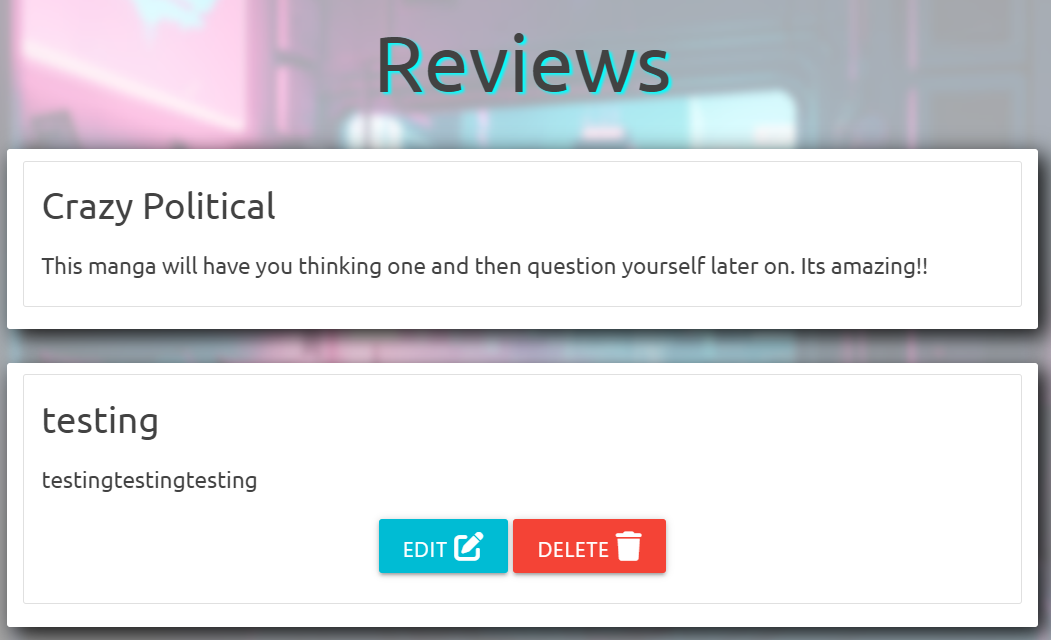 Reviews
Crazy Political
This manga will have you thinking one and then question yourself later on. Its amazing!!
testing
testingtestingtesting
EDIT DELETE